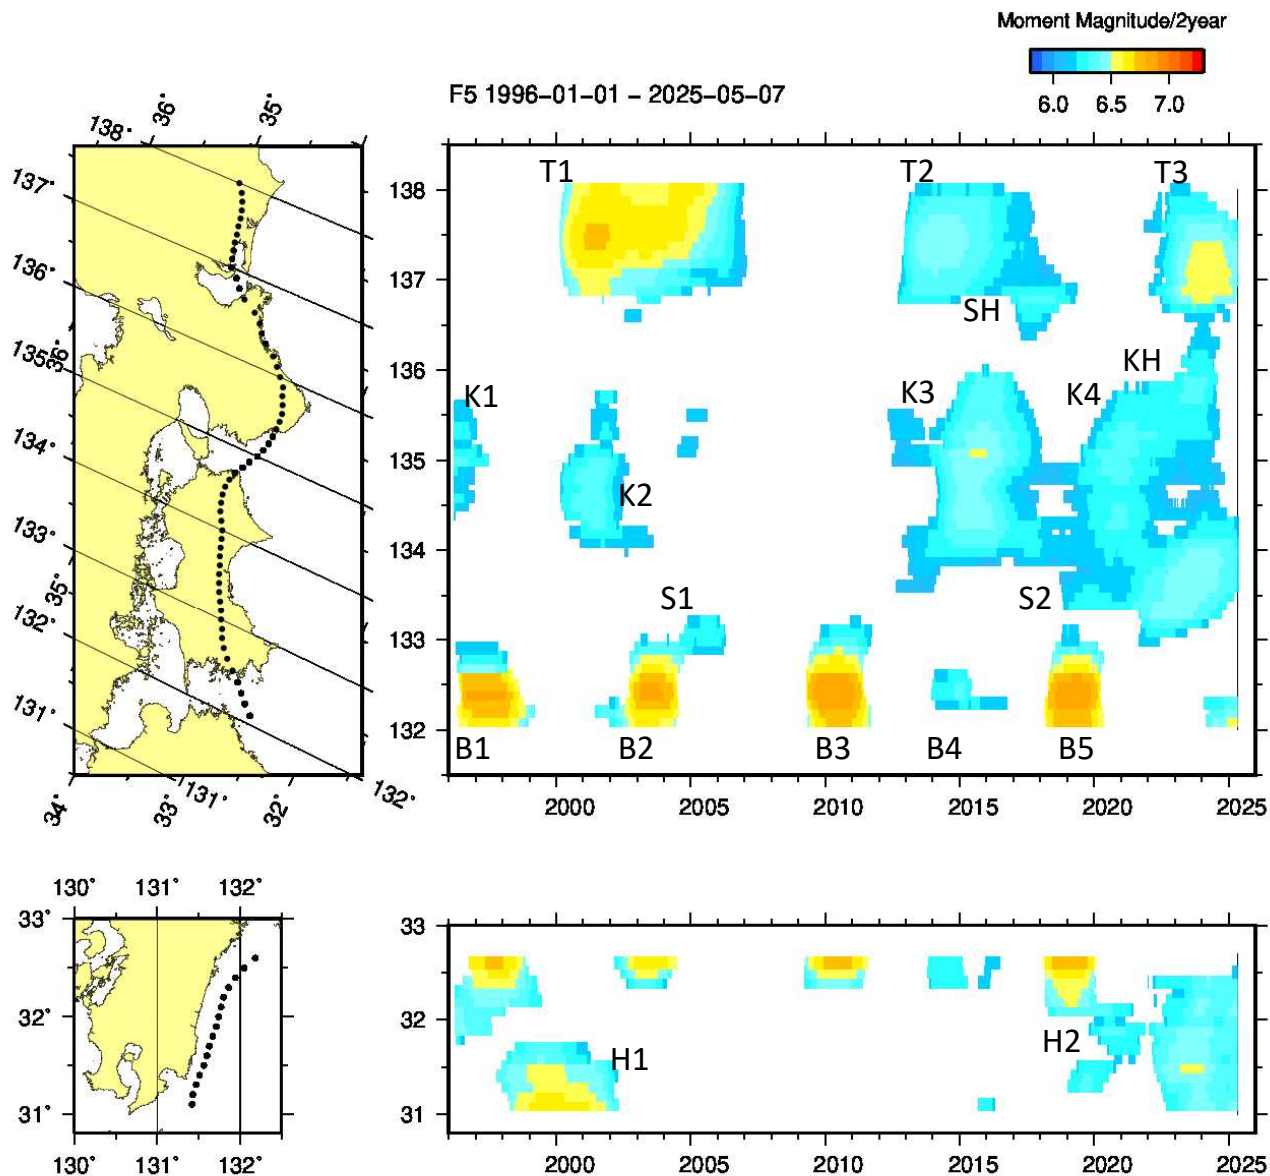 Moment Magnitude/2year
6.0 6.5 7.0
F5 1996-01-01 - 2025-05-07
138° 36° 35°
137°
136°
135°
36°
134°
133°
35°
132°
131°
34° 33° 131° 32° 132°
T1 T2 T3
138
137
SH
136
KH
K1 K3 K4
135
K2
134
S1 S2
133
132
B1 B2 B3 B4 B5
2000 2005 2010 2015 2020 2025
130° 131° 132°
33°
32°
31°
130° 131° 132°
33
32
H1 H2
31
2000 2005 2010 2015 2020 2025